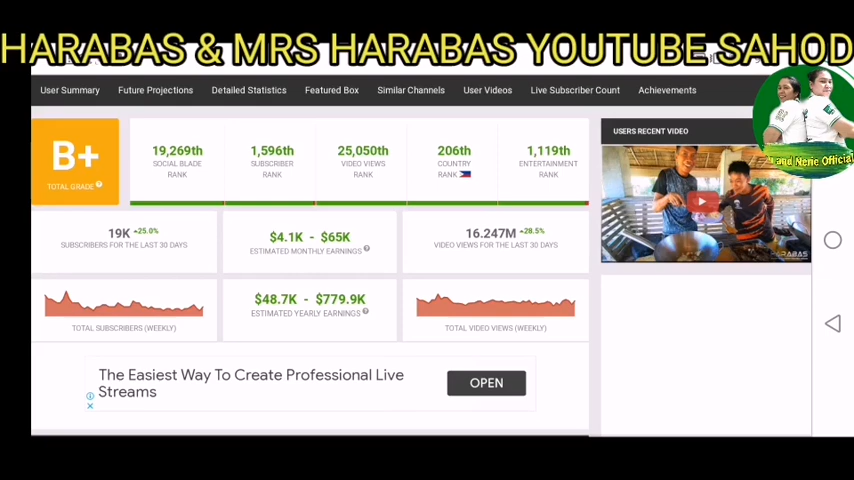 HARABAS & MRS HARABAS YOUTUBE SAHOD
User Summary Future Projections Detailed Statistics Featured Box Similar Channels User Videos Live Subscriber Count Achievements
B+
TOTAL GRADE
19,269th
SOCIAL BLADE
RANK
1,596th
SUBSCRIBER
RANK
25,050th
VIDEO VIEWS
RANK
206th
COUNTRY
RANK
1,119th
ENTERTAINMENT
RANK
USERS RECENT VIDEO
and Nerie Official
HARABAS
19K 25.0%
SUBSCRIBERS FOR THE LAST 30 DAYS
$4.1K - $65K
ESTIMATED MONTHLY EARNINGS
16.247M 28.5%
VIDEO VIEWS FOR THE LAST 30 DAYS
TOTAL SUBSCRIBERS (WEEKLY)
$48.7K - $779.9K
ESTIMATED YEARLY EARNINGS
TOTAL VIDEO VIEWS (WEEKLY)
The Easiest Way To Create Professional Live
Streams
OPEN